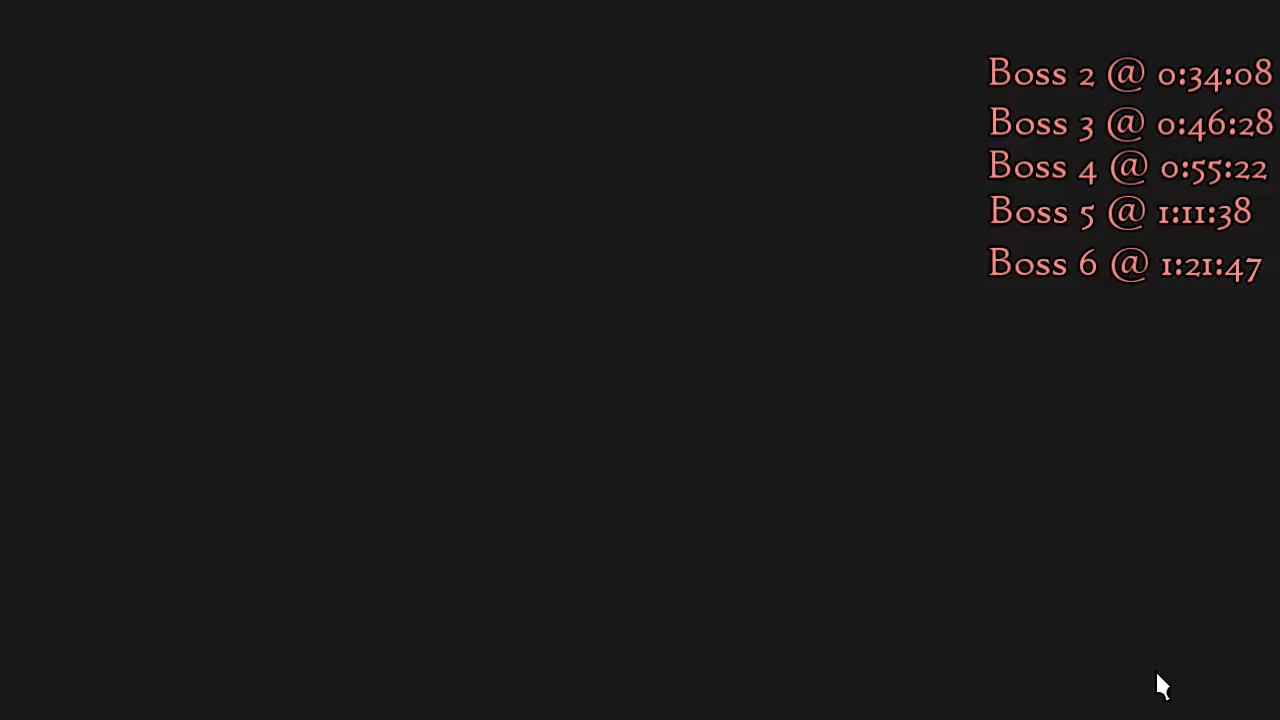 Boss 2 @ 0:34:08
Boss 3 @ 0:46:28
Boss 4 @ 0:55:22
Boss 5 @ 1:11:38
Boss 6 @ 1:21:47